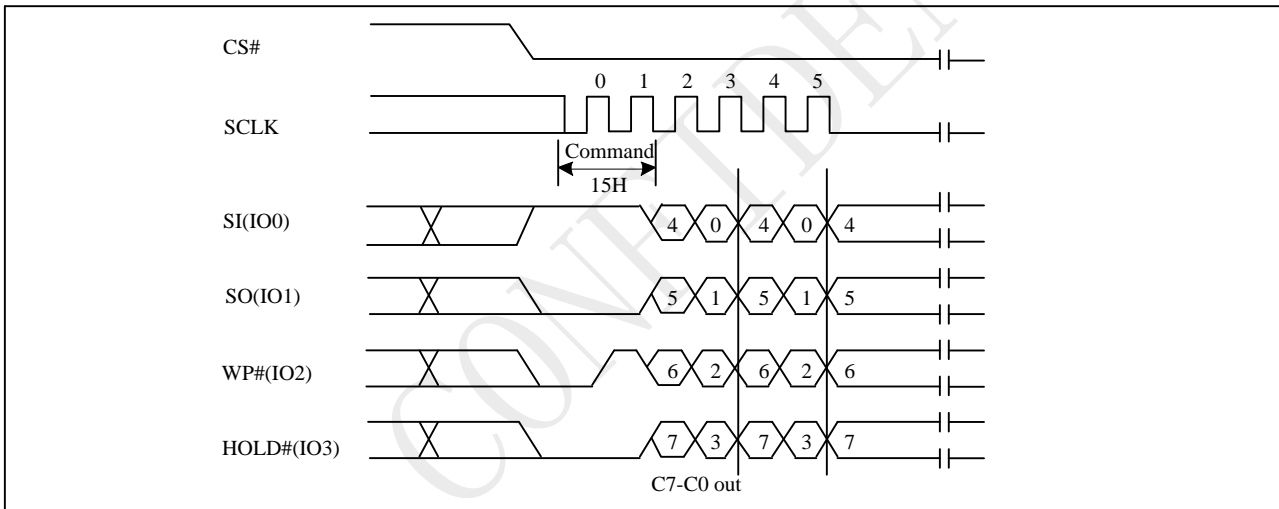 CS#
0 1 2 3 4 5
SCLK
Command
15H
SI(IO0) 4 0 4 0 4
SO(IO1) 5 1 5 1 5
WP#(IO2) 6 2 6 2 6
HOLD#(IO3) 7 3 7 3 7
C7-C0 out
CONFIDEN